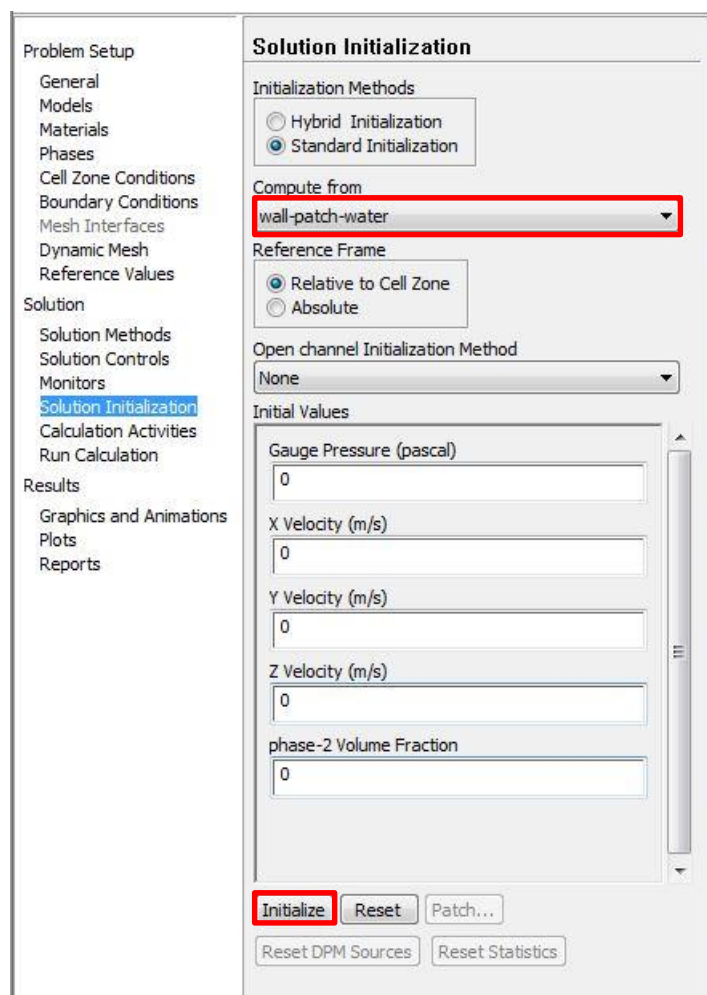 Problem Setup
General
Models
Materials
Phases
Cell Zone Conditions
Boundary Conditions
Mesh Interfaces
Dynamic Mesh
Reference Values
Solution
Solution Methods
Solution Controls
Monitors
Solution Initialization
Calculation Activities
Run Calculation
Results
Graphics and Animations
Plots
Reports
Solution Initialization
Initialization Methods
Hybrid Initialization
Standard Initialization
Compute from
wall-patch-water
Reference Frame
Relative to Cell Zone
Absolute
Open channel Initialization Method
None
Initial Values
Gauge Pressure (pascal)
0
X Velocity (m/s)
0
Y Velocity (m/s)
0
Z Velocity (m/s)
0
phase-2 Volume Fraction
0
Initialize Reset Patch...
Reset DPM Sources Reset Statistics